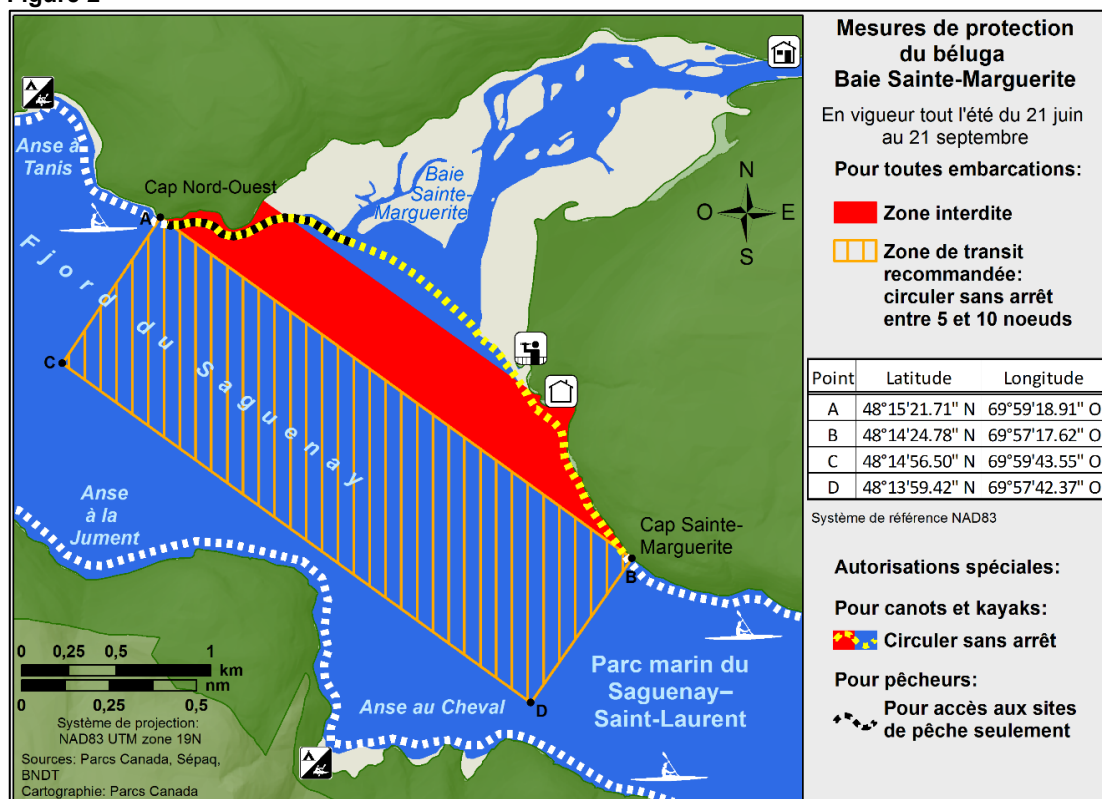 Figure 2
Mesures de protection
du béluga
Baie Sainte-Marguerite
En vigueur tout l'été du 21 juin
au 21 septembre
Pour toutes embarcations:
Zone interdite
Zone de transit
recommandée:
circuler sans arrêt
entre 5 et 10 noeuds
Point Latitude Longitude
A 48°15'21.71" N 69°59'18.91" O
B 48°14'24.78" N 69°57'17.62" O
C 48°14'56.50" N 69°59'43.55" O
D 48°13'59.42" N 69°57'42.37" O
Système de référence NAD83
Autorisations spéciales:
Pour canots et kayaks:
Circuler sans arrêt
Pour pêcheurs:
Pour accès aux sites
de pêche seulement
Anse à
Tanis
Cap Nord-Ouest
Baie
Sainte-
Marguerite
N
O E
S
A
Fjord du Saguenay
C
Anse
à la
Jument
Cap Sainte-
Marguerite
B
Parc marin du
Saguenay–
Saint-Laurent
Anse au Cheval
D
0 0,25 0,5 1
km
nm
0 0,25 0,5
Système de projection:
NAD83 UTM zone 19N
Sources: Parcs Canada, Sépaq,
BNDT
Cartographie: Parcs Canada